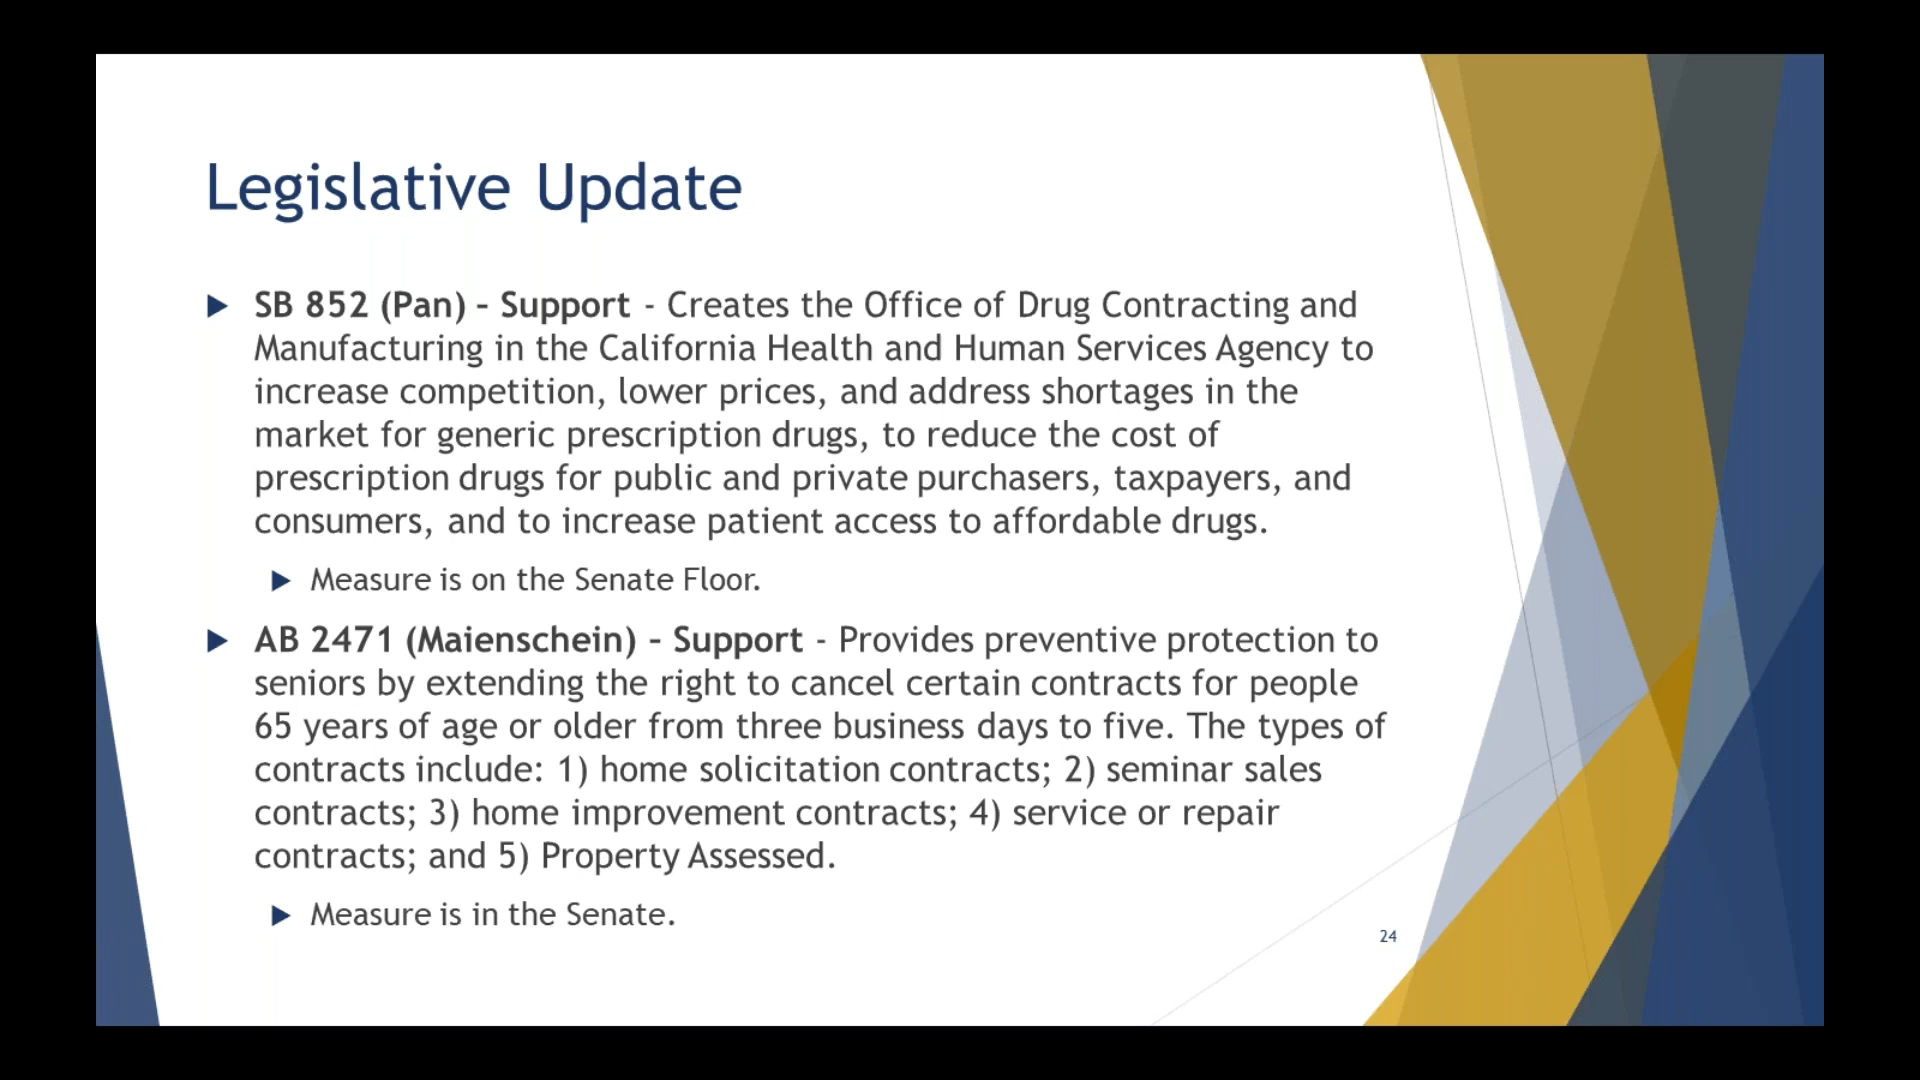 Legislative Update
SB 852 (Pan) – Support - Creates the Office of Drug Contracting and
Manufacturing in the California Health and Human Services Agency to
increase competition, lower prices, and address shortages in the
market for generic prescription drugs, to reduce the cost of
prescription drugs for public and private purchasers, taxpayers, and
consumers, and to increase patient access to affordable drugs.
Measure is on the Senate Floor.
AB 2471 (Maienschein) – Support - Provides preventive protection to
seniors by extending the right to cancel certain contracts for people
65 years of age or older from three business days to five. The types of
contracts include: 1) home solicitation contracts; 2) seminar sales
contracts; 3) home improvement contracts; 4) service or repair
contracts; and 5) Property Assessed.
Measure is in the Senate.
24